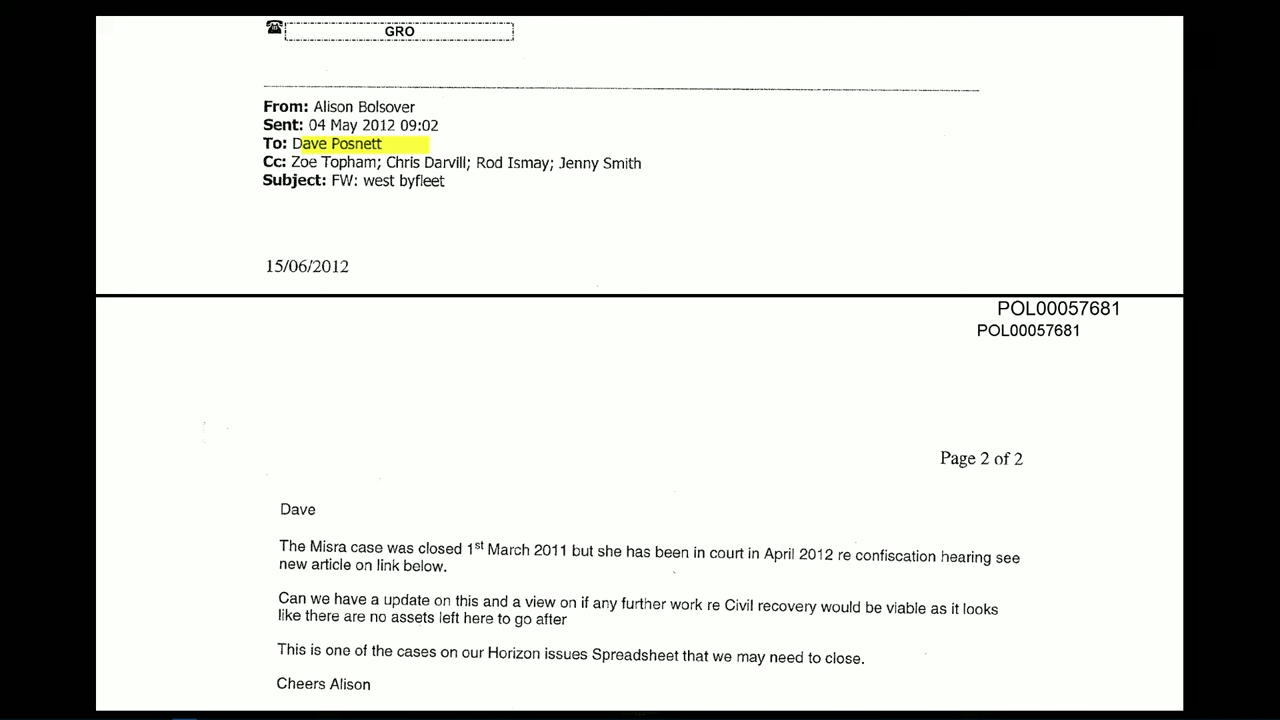 GRO
From: Alison Bolsover
Sent: 04 May 2012 09:02
To: Dave Posnett
Cc: Zoe Topham; Chris Darvill; Rod Ismay; Jenny Smith
Subject: FW: west byfleet
15/06/2012
POL00057681
POL00057681
Page 2 of 2
Dave
The Misra case was closed 1st March 2011 but she has been in court in April 2012 re confiscation hearing see
new article on link below.
Can we have a update on this and a view on if any further work re Civil recovery would be viable as it looks
like there are no assets left here to go after
This is one of the cases on our Horizon issues Spreadsheet that we may need to close.
Cheers Alison